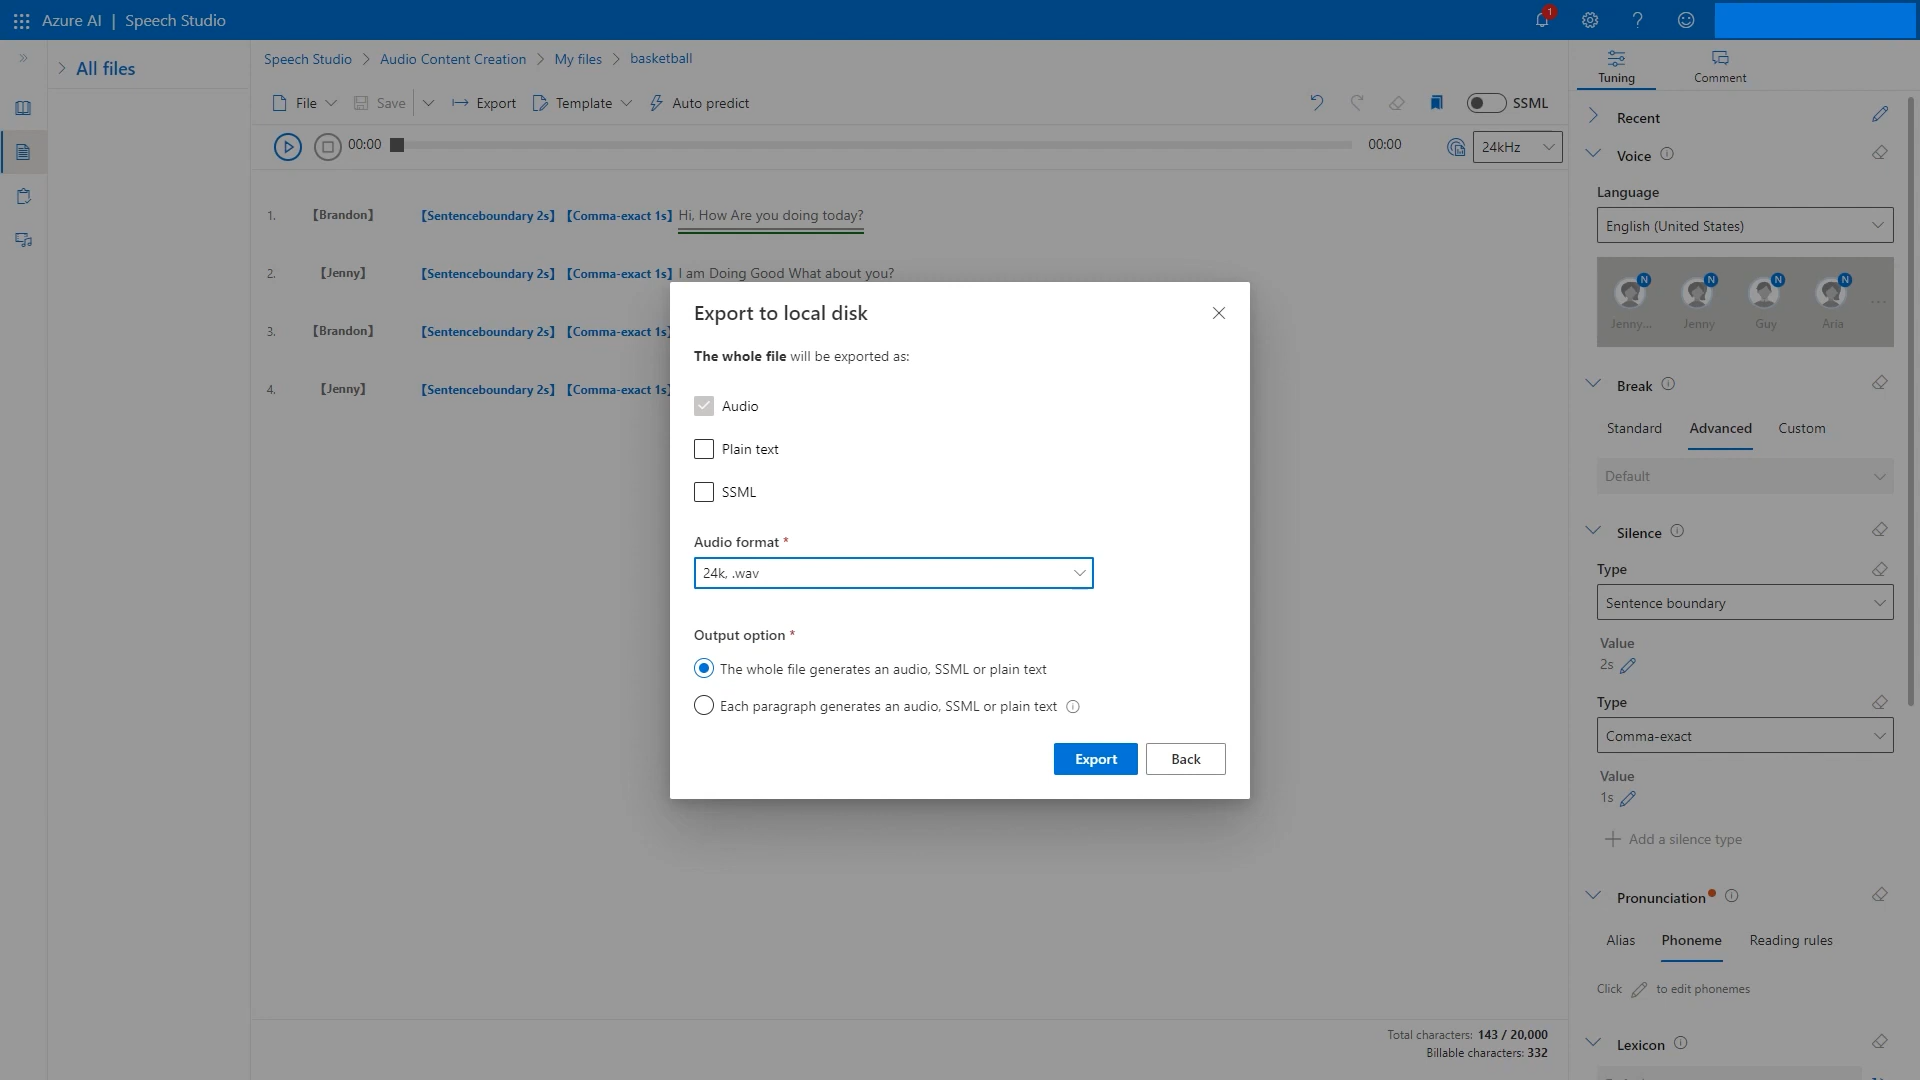 Azure AI | Speech Studio
1
All files
Speech Studio > Audio Content Creation > My files > basketball
File Save Export Template Auto predict SSML
00:00 00:00 24kHz
1. 【Brandon】 【Sentenceboundary 2s】 【Comma-exact 1s】 Hi, How Are you doing today?
2. 【Jenny】 【Sentenceboundary 2s】 【Comma-exact 1s】 I am Doing Good What about you?
3. 【Brandon】 【Sentenceboundary 2s】 【Comma-exact 1s】
4. 【Jenny】 【Sentenceboundary 2s】 【Comma-exact 1s】
Export to local disk
The whole file will be exported as:
Audio
Plain text
SSML
Audio format *
24k, .wav
Output option *
The whole file generates an audio, SSML or plain text
Each paragraph generates an audio, SSML or plain text
Export Back
Total characters: 143 / 20,000
Billable characters: 332
Tuning Comment
Recent
Voice
Language
English (United States)
N N N N
Jenny... Jenny Guy Aria ...
Break
Standard Advanced Custom
Default
Silence
Type
Sentence boundary
Value
2s
Type
Comma-exact
Value
1s
+ Add a silence type
Pronunciation
Alias Phoneme Reading rules
Click to edit phonemes
Lexicon